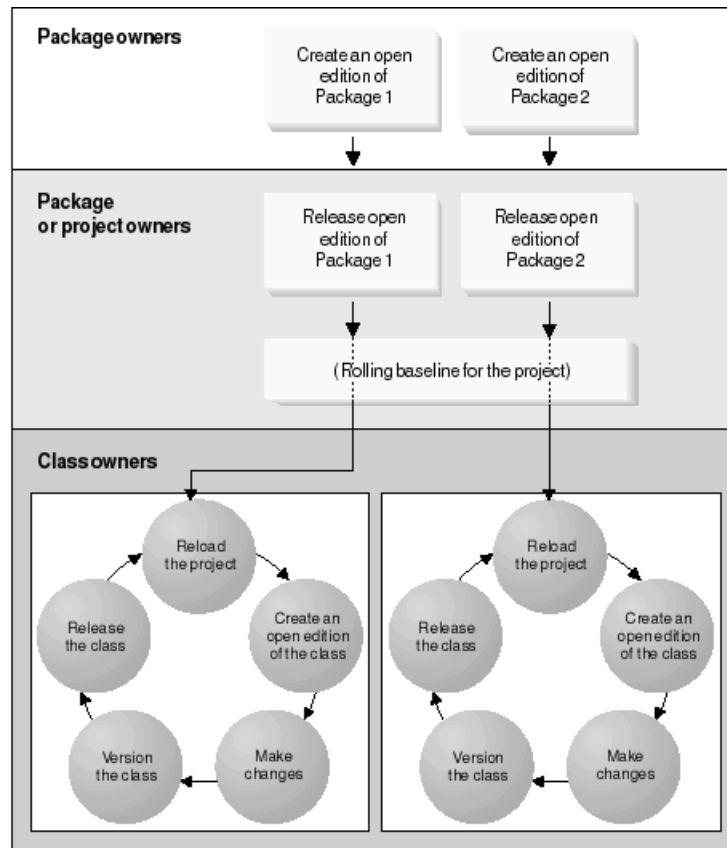 Package owners
Create an open
edition of
Package 1
Create an open
edition of
Package 2
Package
or project owners
Release open
edition of
Package 1
Release open
edition of
Package 2
(Rolling baseline for the project)
Class owners
Reload
the project
Create an
open edition
of the class
Make
changes
Version
the class
Release
the class
Reload
the project
Create an
open edition
of the class
Make
changes
Version
the class
Release
the class